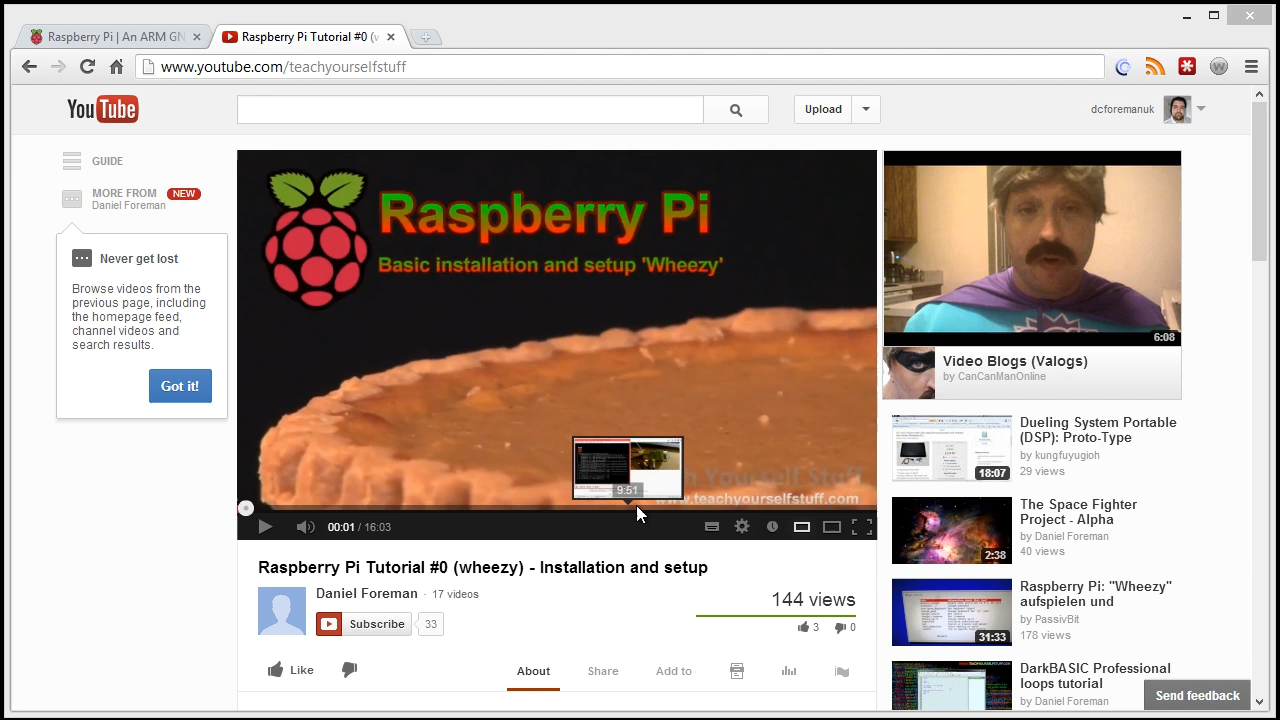 Raspberry Pi | An ARM GN
Raspberry Pi Tutorial #0 (v
www.youtube.com/teachyourselfstuff
YouTube
Upload
dcforemanuk
GUIDE
MORE FROM NEW
Daniel Foreman
Never get lost
Browse videos from the
previous page, including
the homepage feed,
channel videos and
search results.
Got it!
Raspberry Pi
Basic installation and setup 'Wheezy'
9:51
www.teachyourselfstuff.com
00:01 / 16:03
Raspberry Pi Tutorial #0 (wheezy) - Installation and setup
Daniel Foreman · 17 videos
Subscribe 33
144 views
3 0
Like
About Share Add to
6:08
Video Blogs (Valogs)
by CanCanManOnline
Dueling System Portable
(DSP): Proto-Type
by kungfuyugioh
29 views
18:07
The Space Fighter
Project - Alpha
by Daniel Foreman
40 views
2:38
Raspberry Pi: "Wheezy"
aufspielen und
by PassivBit
178 views
31:33
DarkBASIC Professional
loops tutorial
by Daniel Foreman
Send feedback